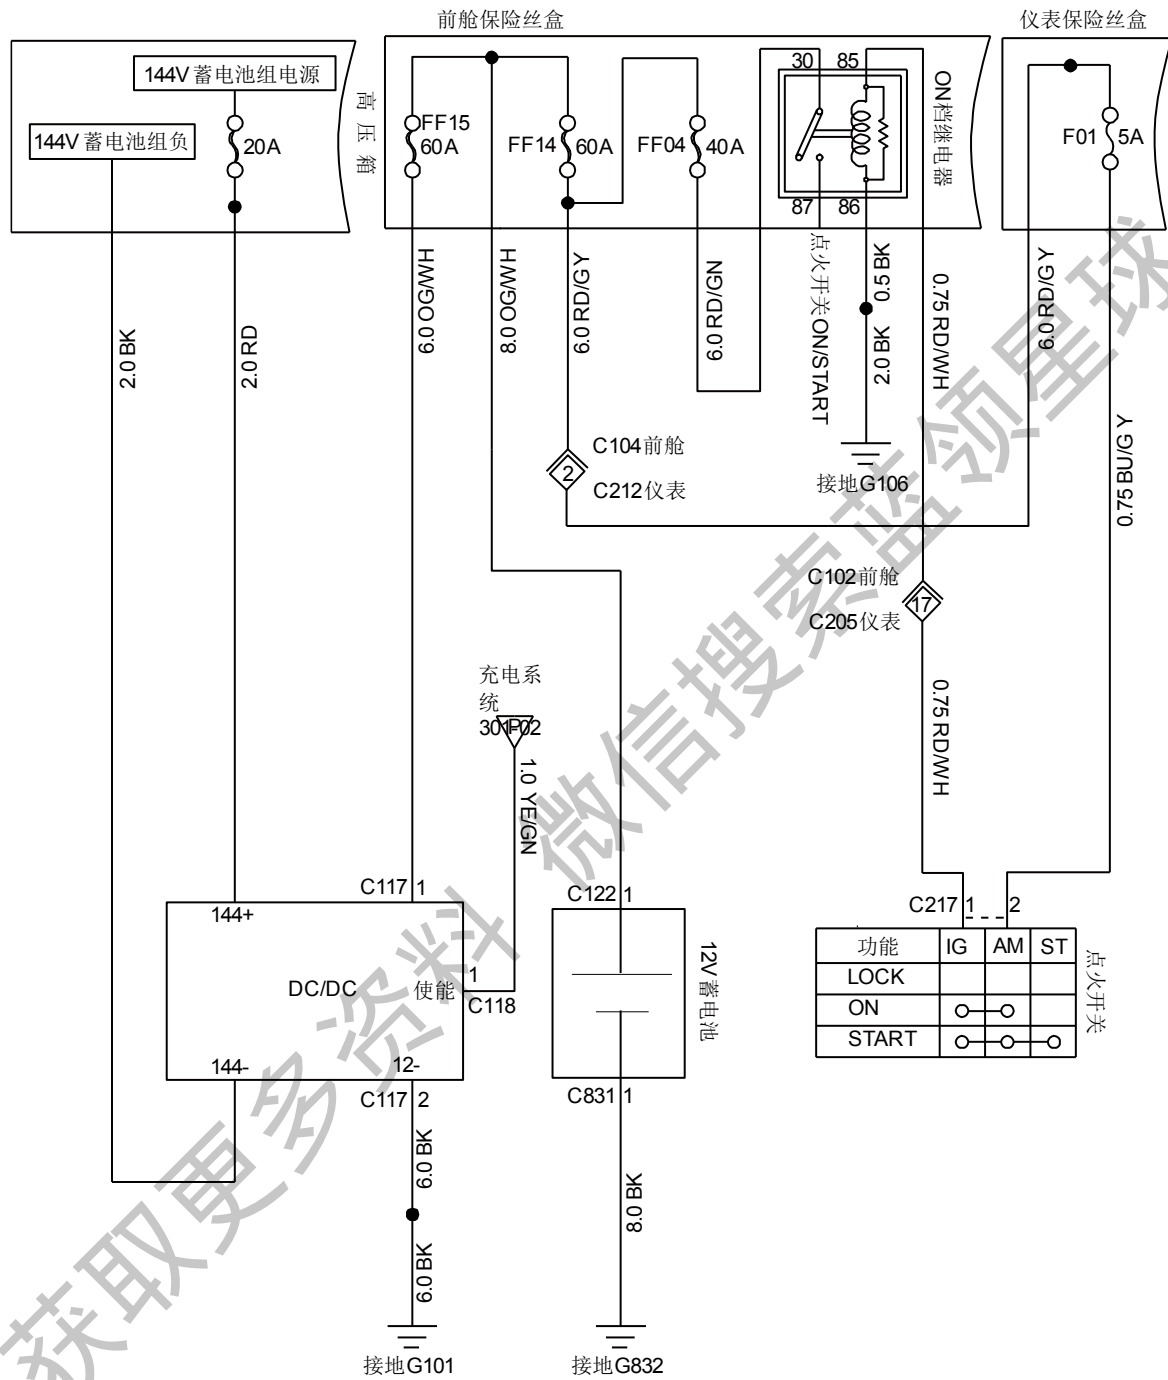 前舱保险丝盒
仪表保险丝盒
144V 蓄电池组电源
144V 蓄电池组负
20A
高压箱
FF15
60A
FF14
60A
FF04
40A
30
85
87
86
ON档继电器
F01
5A
2.0 BK
2.0 RD
6.0 OG/WH
8.0 OG/WH
6.0 RD/GY
6.0 RD/GN
点火开关ON/START
0.5 BK
2.0 BK
0.75 RD/WH
6.0 RD/GY
0.75 BU/GY
C104前舱
2
C212仪表
接地G106
C102前舱
17
C205仪表
0.75 RD/WH
充电系
统
301-02
P
1.0 YE/GN
C117 1
144+
DC/DC
使能
1
C118
144-
12-
C117 2
6.0 BK
6.0 BK
接地G101
C122 1
12V 蓄电池
C831 1
8.0 BK
接地G832
C217 1 2
功能 IG AM ST
LOCK
ON
START
点火开关
获取更多资料 微信搜索蓝领星球